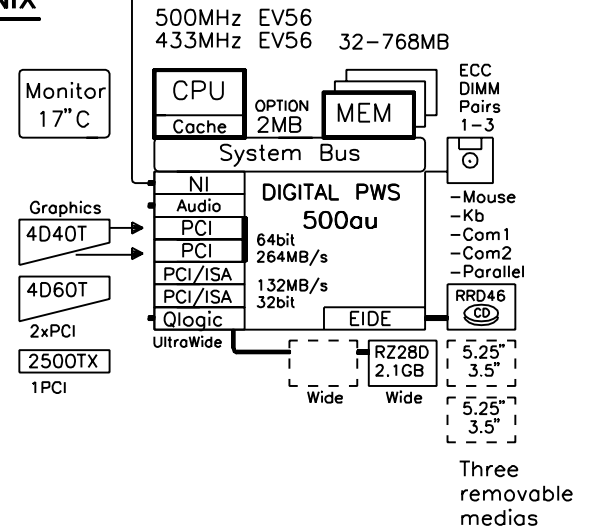 NIX
500MHz EV56
433MHz EV56
32-768MB
Monitor
17"C
CPU
Cache
OPTION
2MB
MEM
ECC
DIMM
Pairs
1-3
System Bus
NI
Audio
PCI
PCI
PCI/ISA
PCI/ISA
Qlogic
UltraWide
DIGITAL PWS
500au
64bit
264MB/s
132MB/s
32bit
EIDE
-Mouse
-Kb
-Com1
-Com2
-Parallel
Graphics
4D40T
4D60T
2xPCI
2500TX
1PCI
RRD46
CD
Wide
RZ28D
2.1GB
Wide
5.25"
3.5"
5.25"
3.5"
Three
removable
medias